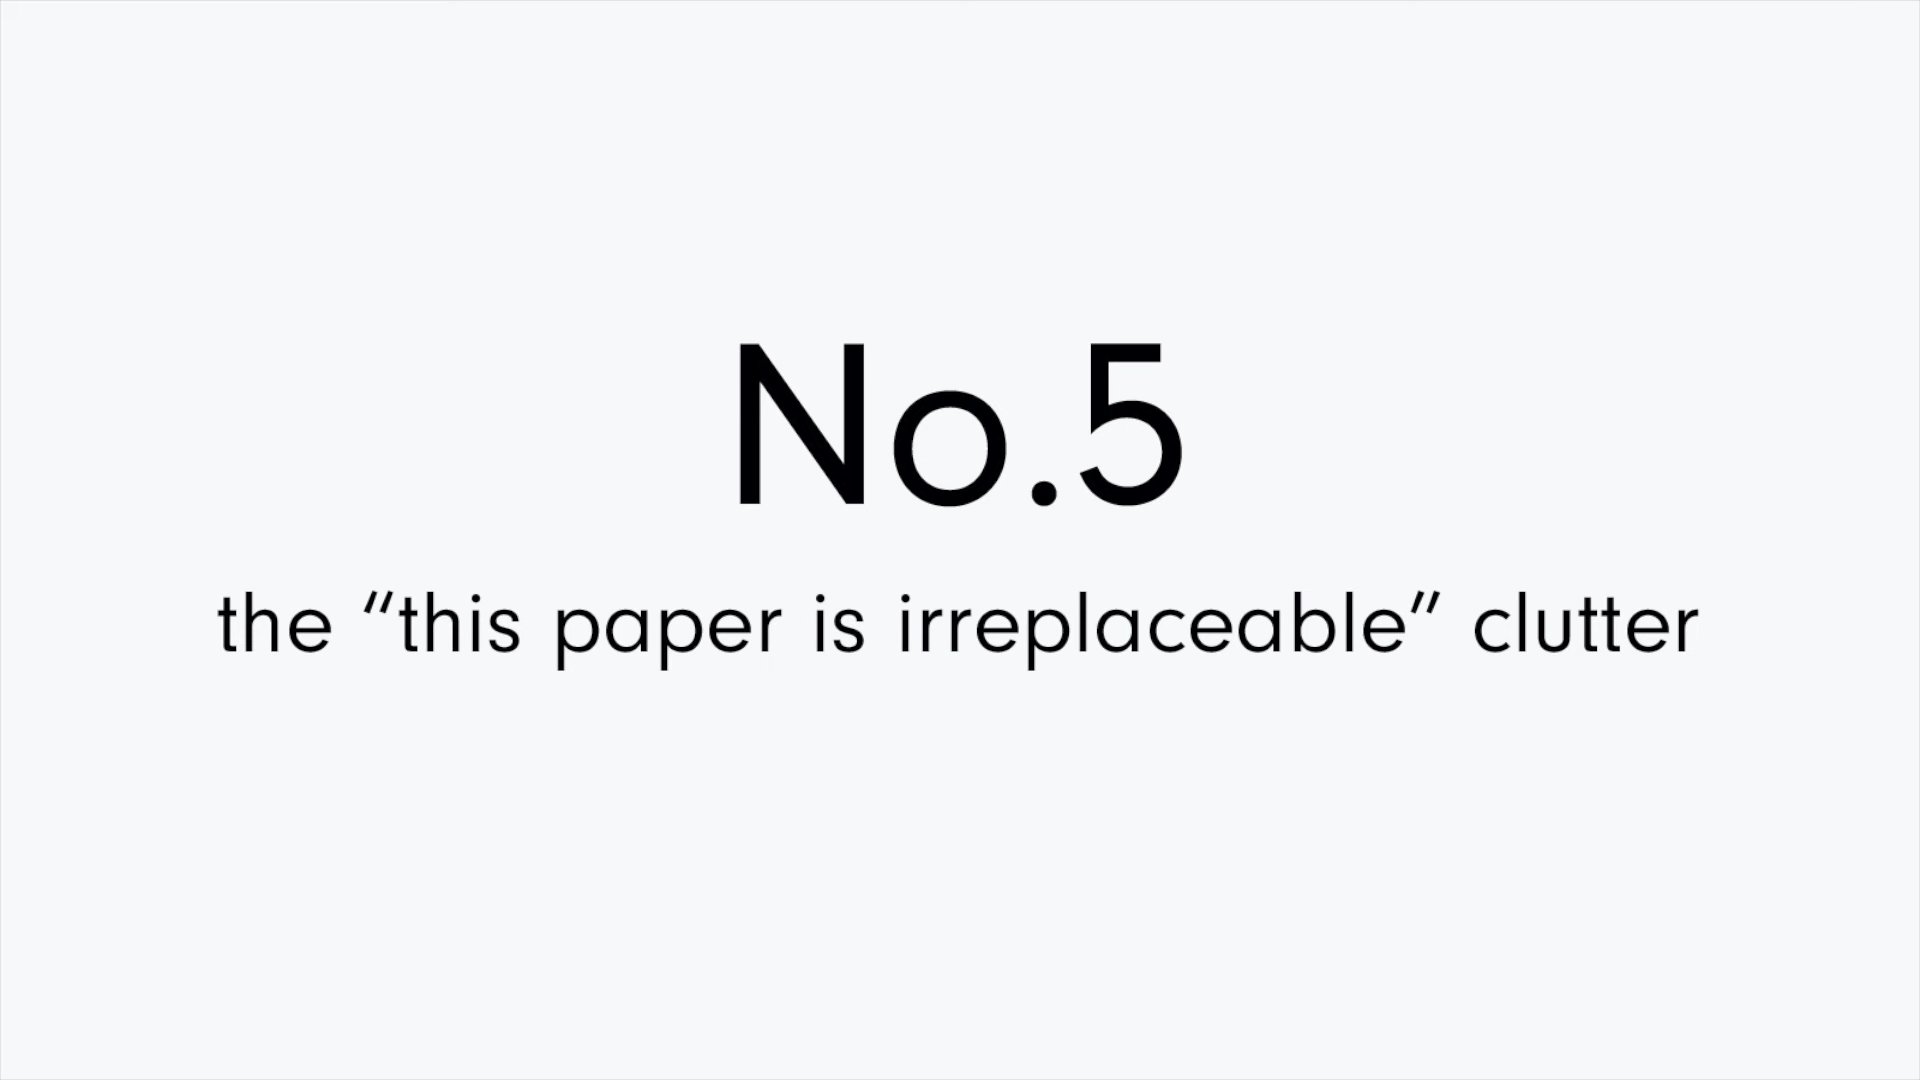 No.5
the “this paper is irreplaceable” clutter